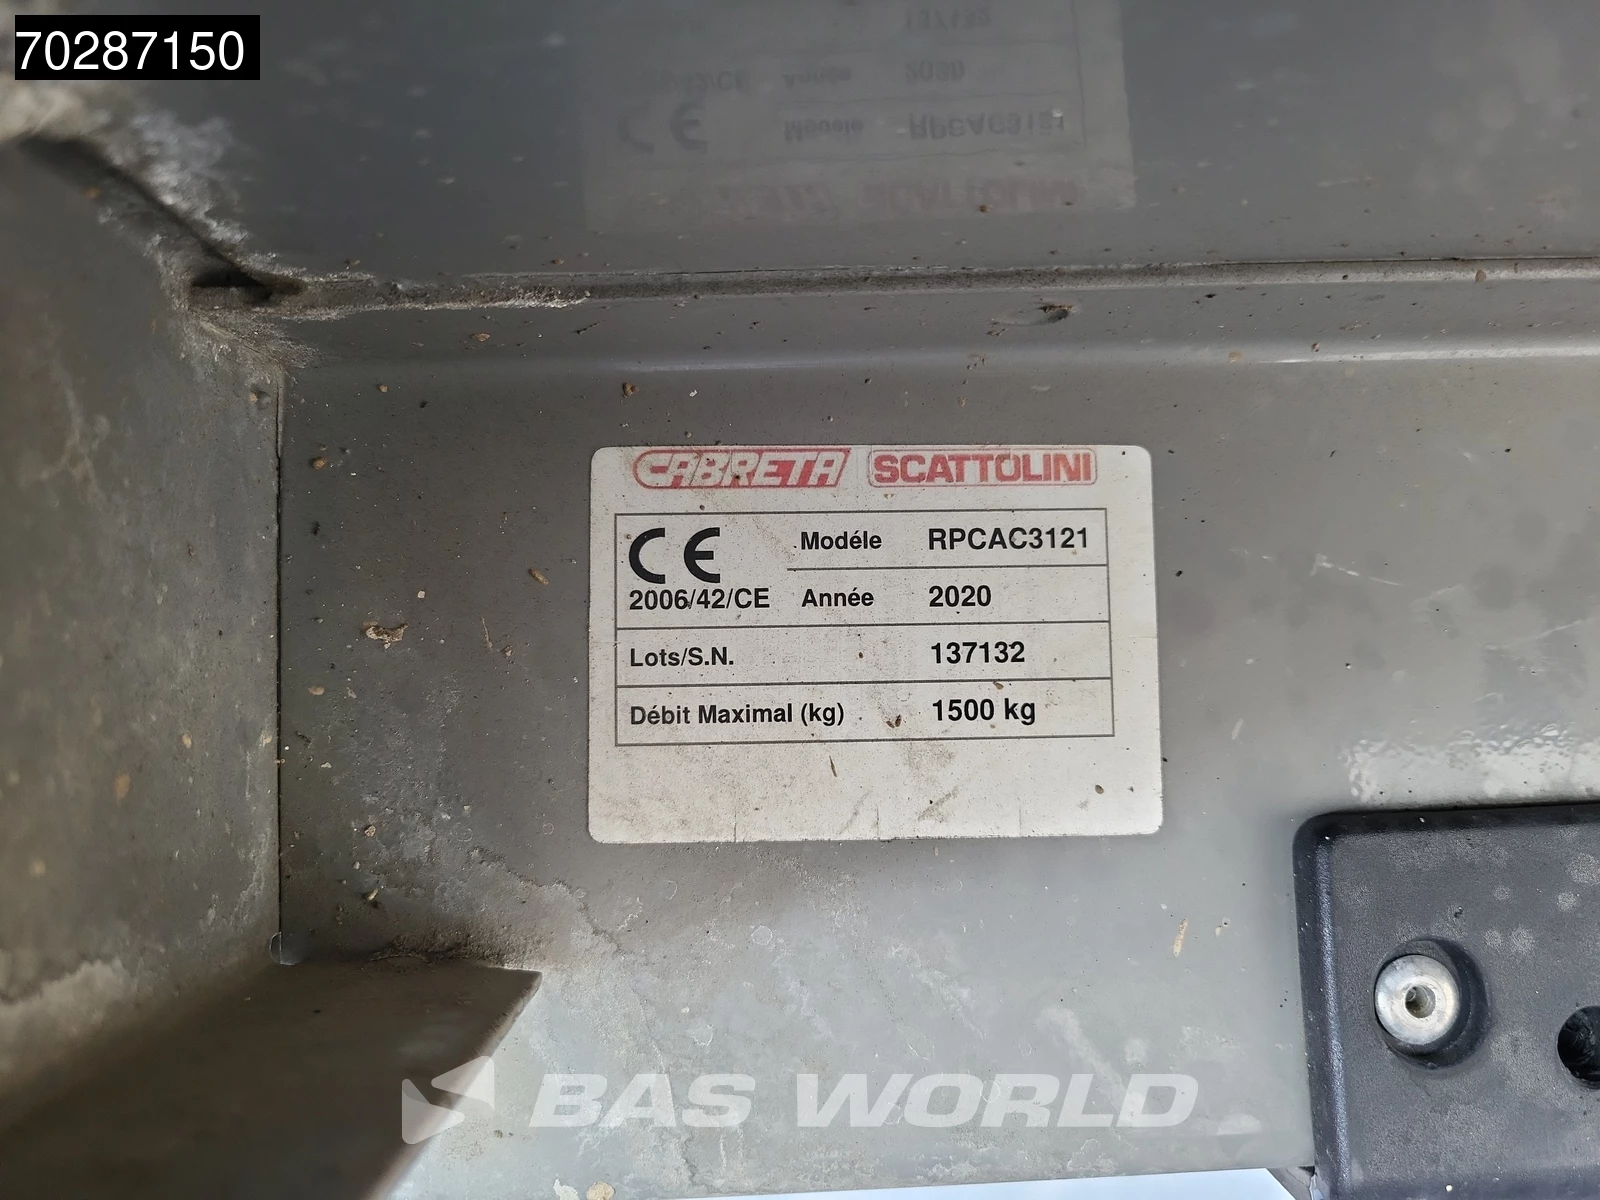 70287150
CABRETA SCATTOLINI
CE Modéle RPCAC3121
2006/42/CE Année 2020
Lots/S.N. 137132
Débit Maximal (kg) 1500 kg
BAS WORLD